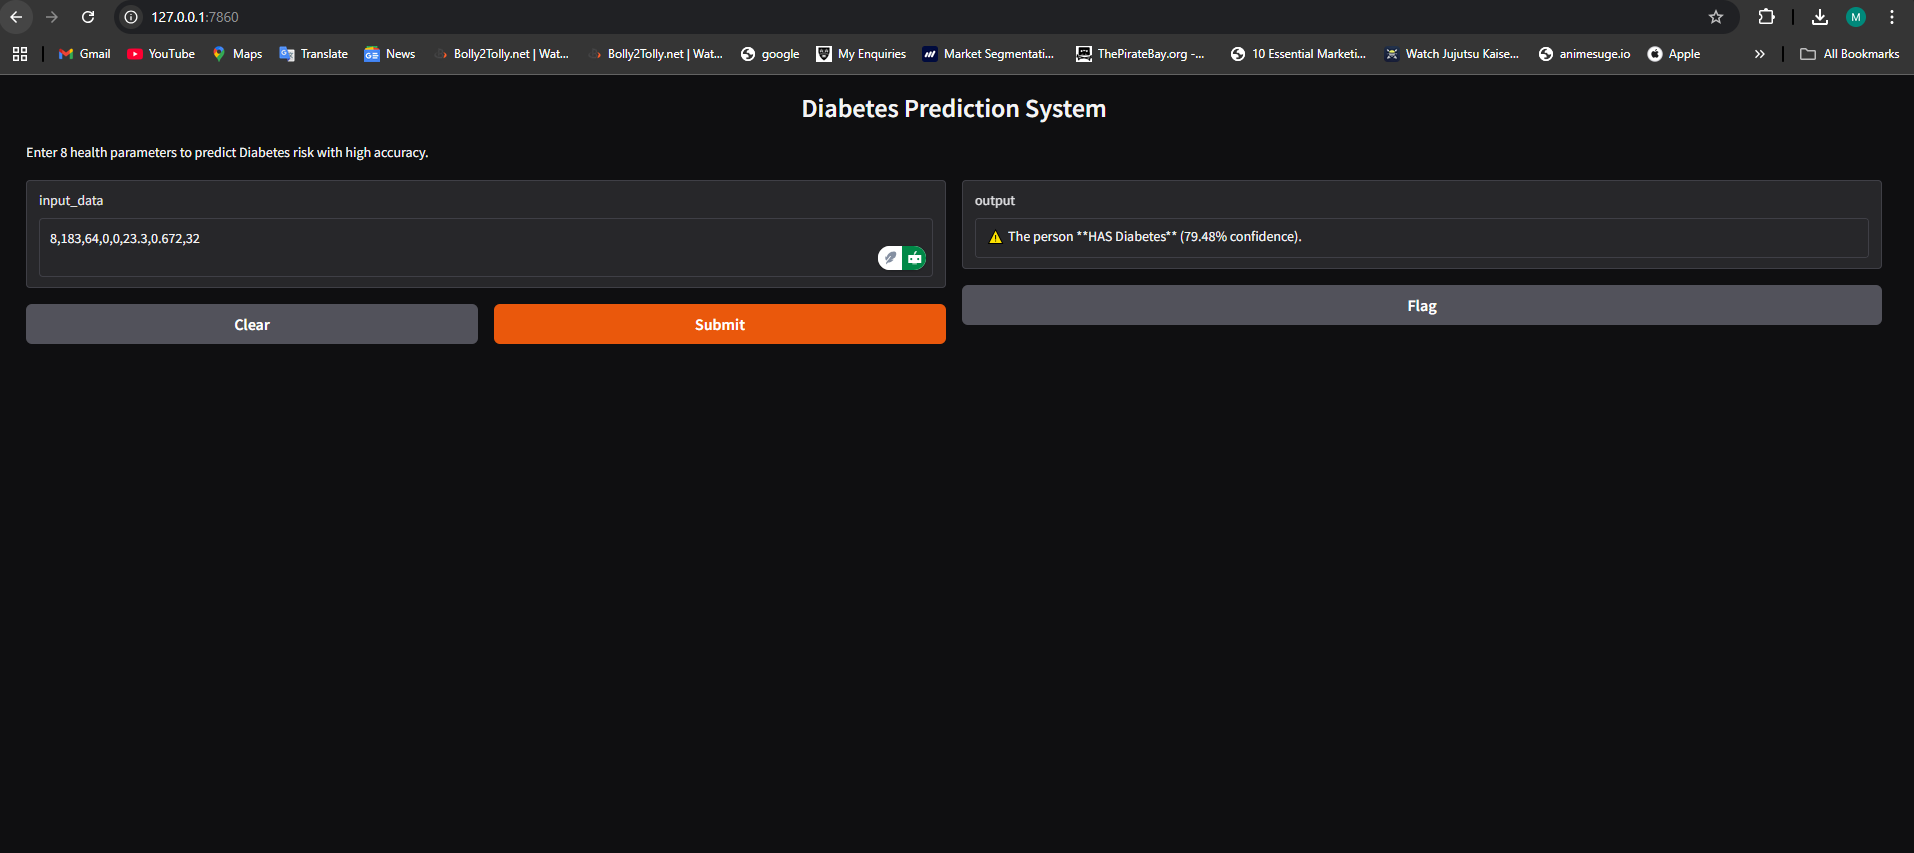 127.0.0.1:7860
M
Gmail YouTube Maps Translate News Bolly2Tolly.net | Wat... Bolly2Tolly.net | Wat... google My Enquiries Market Segmentati... ThePirateBay.org -... 10 Essential Marketi... Watch Jujutsu Kaise... animesuge.io Apple » All Bookmarks
Diabetes Prediction System
Enter 8 health parameters to predict Diabetes risk with high accuracy.
input_data
8,183,64,0,0,23.3,0.672,32
Clear
Submit
output
⚠ The person **HAS Diabetes** (79.48% confidence).
Flag